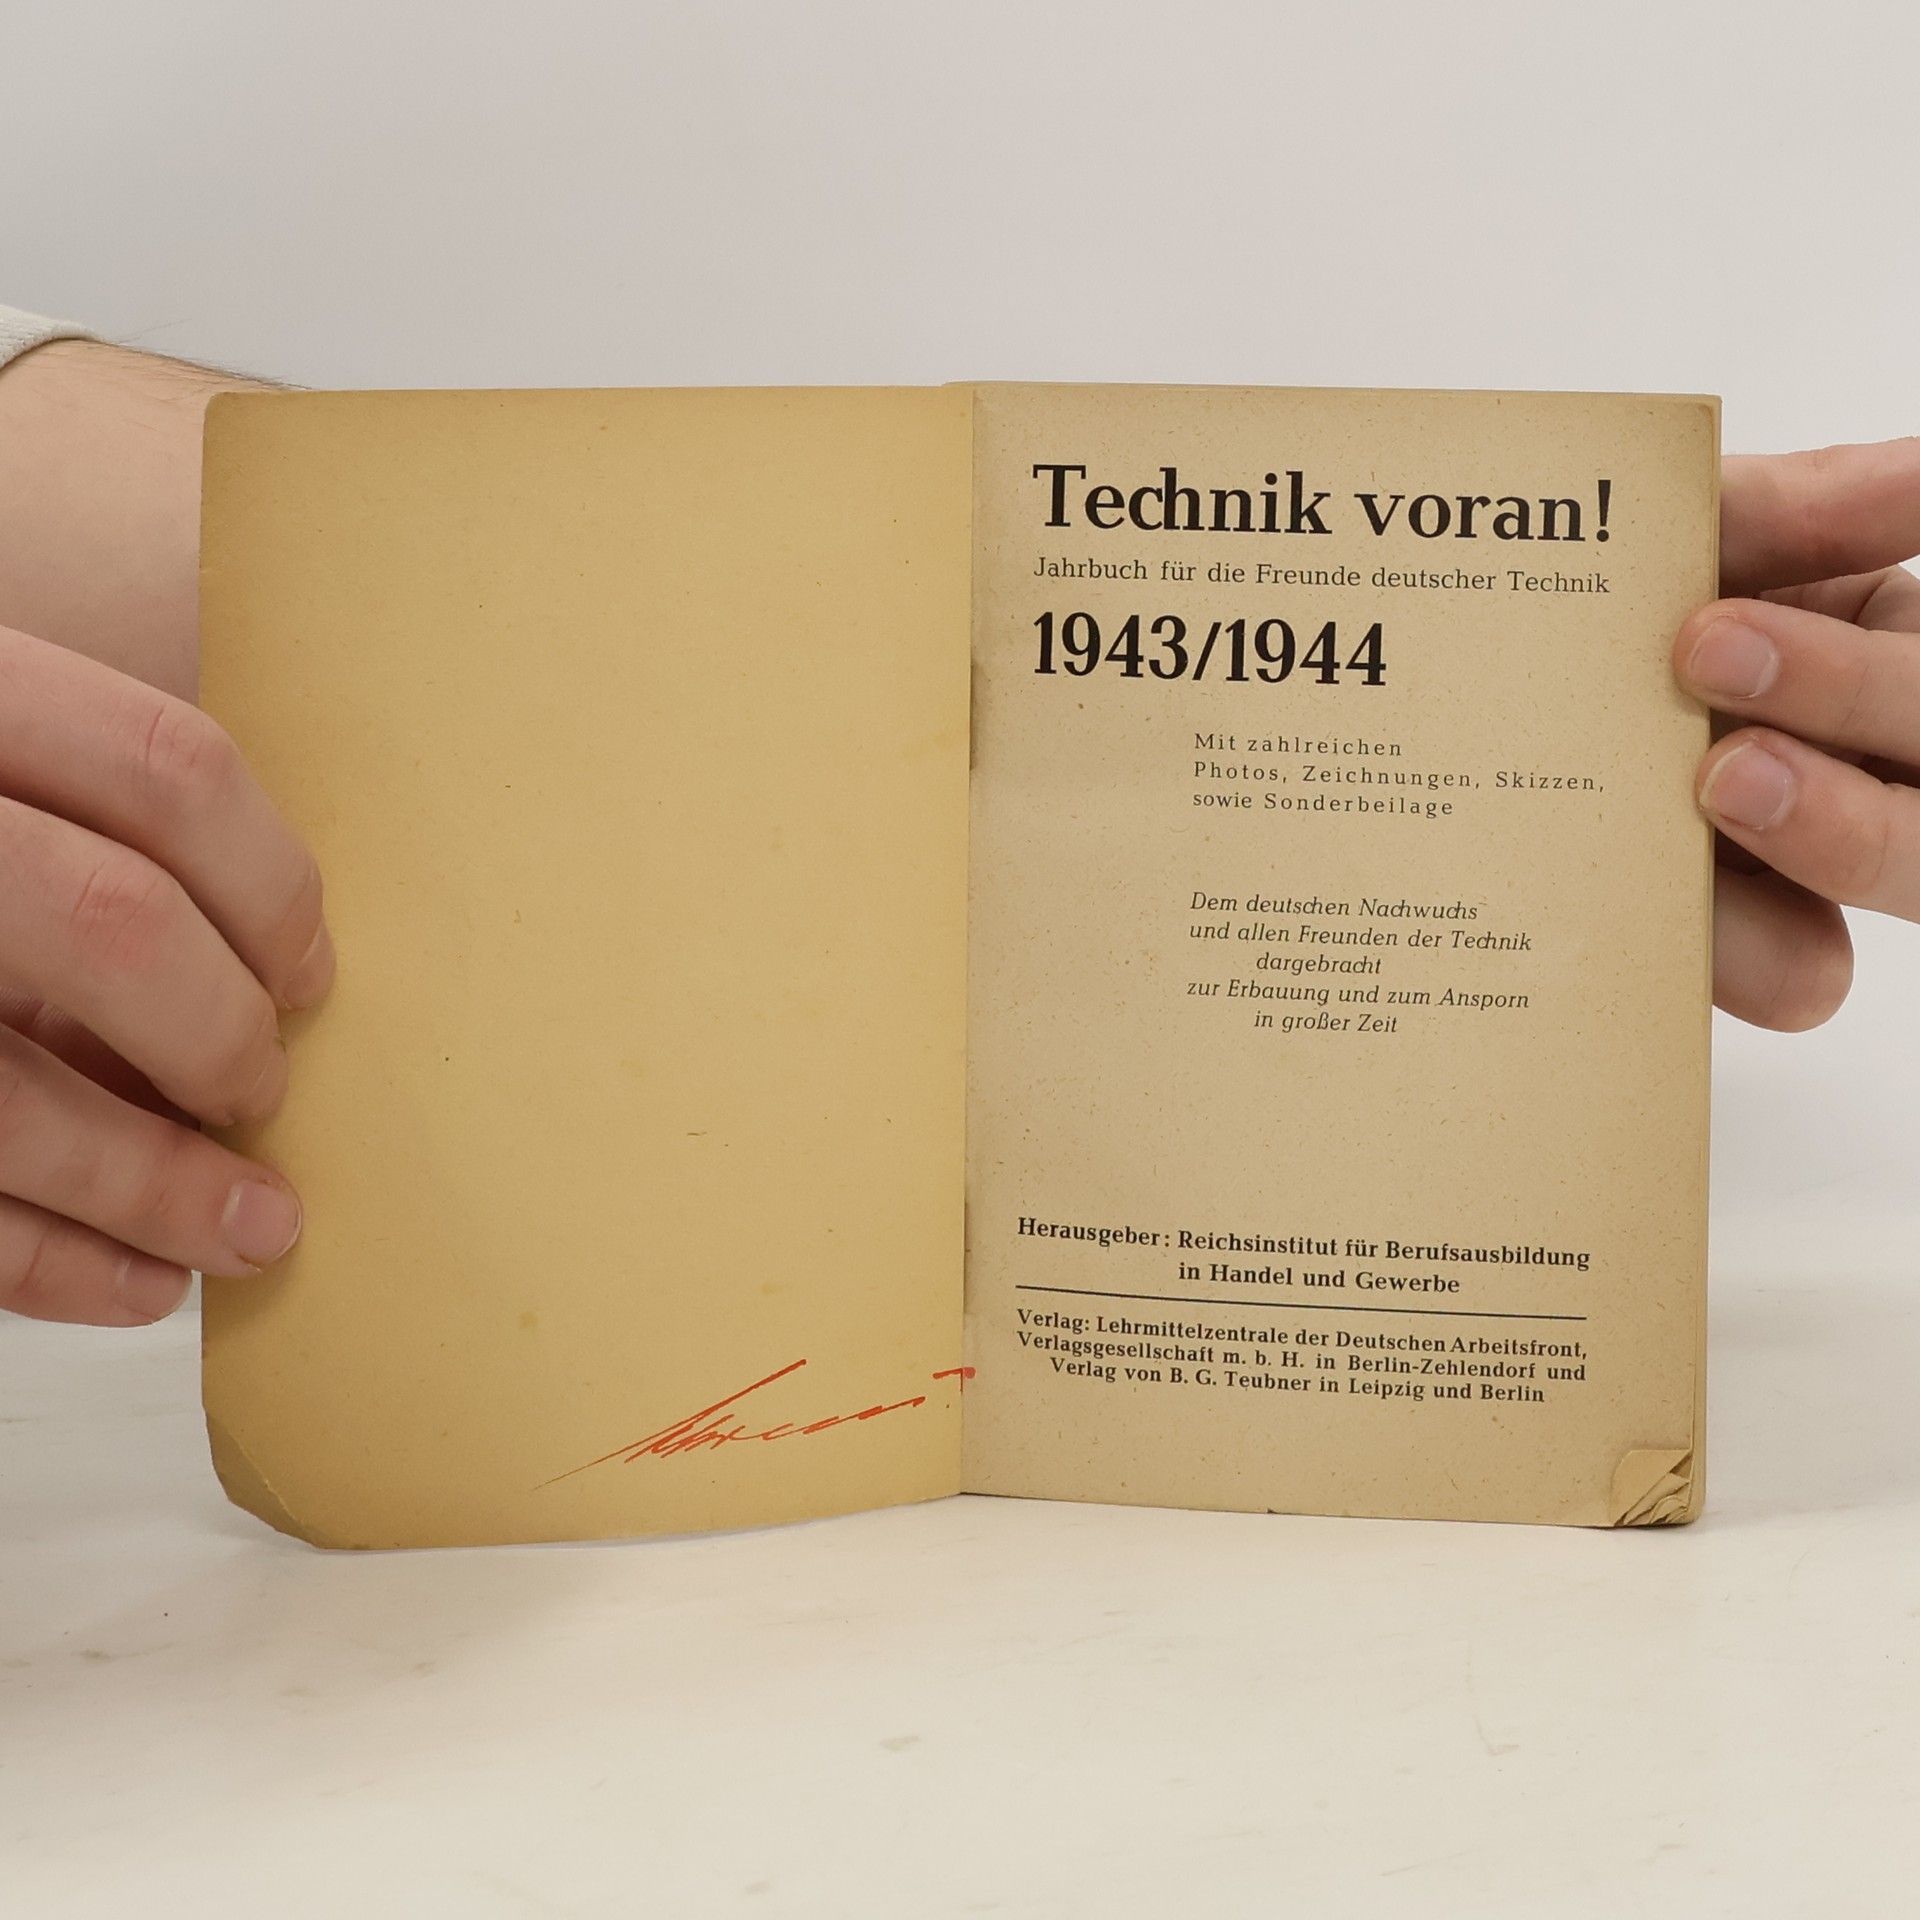 Technik voran!
Jahrbuch für die Freunde deutscher Technik
1943/1944
Mit zahlreichen
Photos, Zeichnungen, Skizzen,
sowie Sonderbeilage
Dem deutschen Nachwuchs
und allen Freunden der Technik
dargebracht
zur Erbauung und zum Ansporn
in großer Zeit
Herausgeber: Reichsinstitut für Berufsausbildung
in Handel und Gewerbe
Verlag: Lehrmittelzentrale der Deutschen Arbeitsfront,
Verlagsgesellschaft m. b. H. in Berlin-Zehlendorf und
Verlag von B. G. Teubner in Leipzig und Berlin